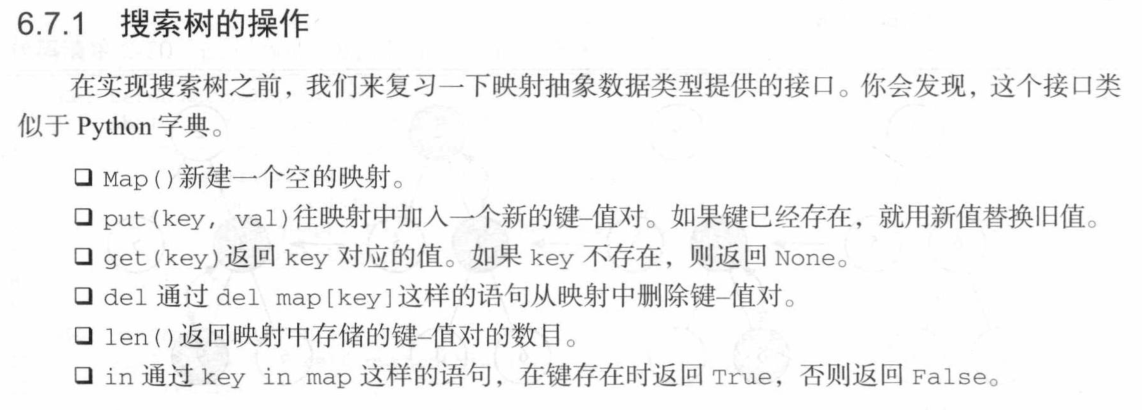 6.7.1 搜索树的操作
在实现搜索树之前，我们来复习一下映射抽象数据类型提供的接口。你会发现，这个接口类
似于 Python 字典。
❑ Map()新建一个空的映射。
❑ put(key, val)往映射中加入一个新的键–值对。如果键已经存在，就用新值替换旧值。
❑ get(key)返回 key 对应的值。如果 key 不存在，则返回 None。
❑ del 通过 del map[key]这样的语句从映射中删除键–值对。
❑ len()返回映射中存储的键–值对的数目。
❑ in 通过 key in map 这样的语句，在键存在时返回 True，否则返回 False。